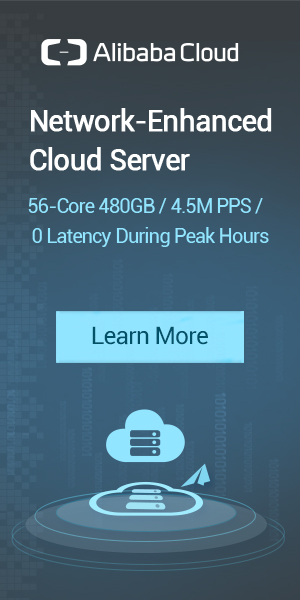 Alibaba Cloud
Network-Enhanced
Cloud Server
56-Core 480GB / 4.5M PPS /
0 Latency During Peak Hours
Learn More